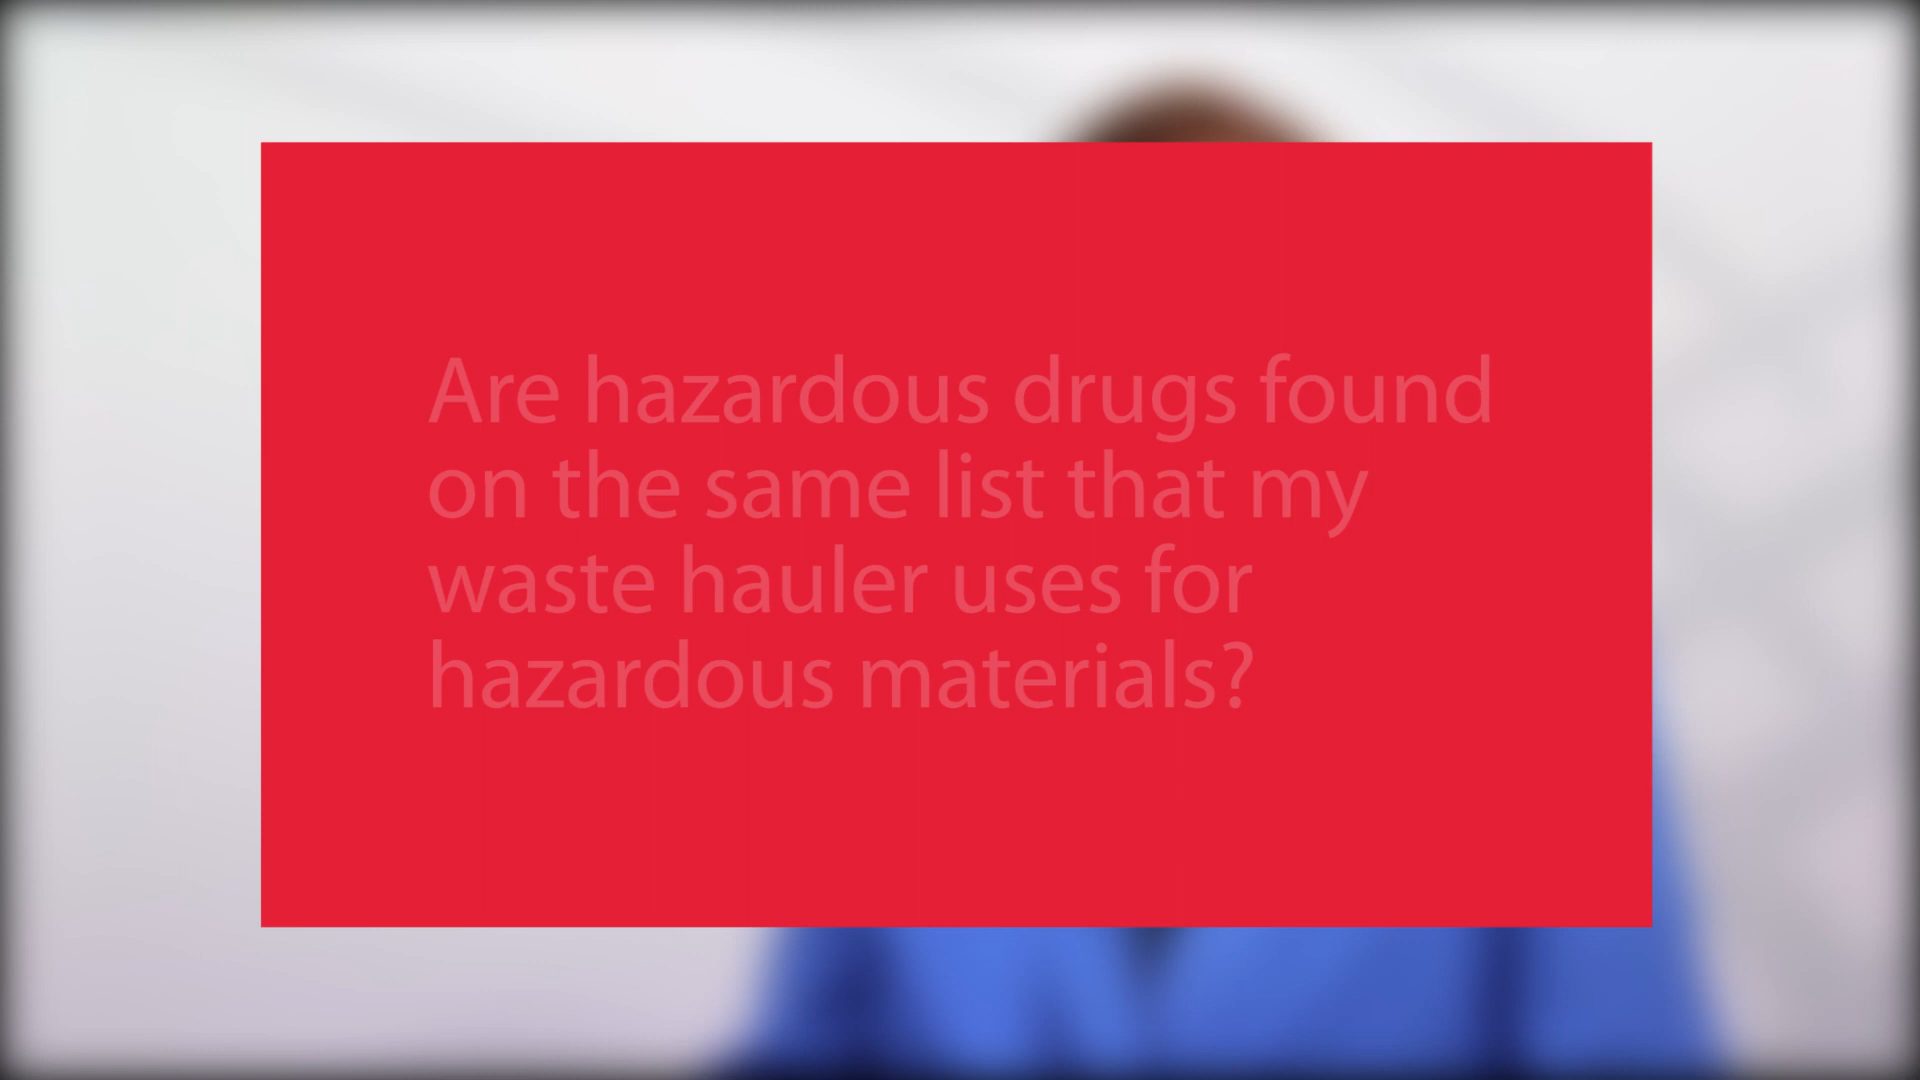 Are hazardous drugs found
on the same list that my
waste hauler uses for
hazardous materials?